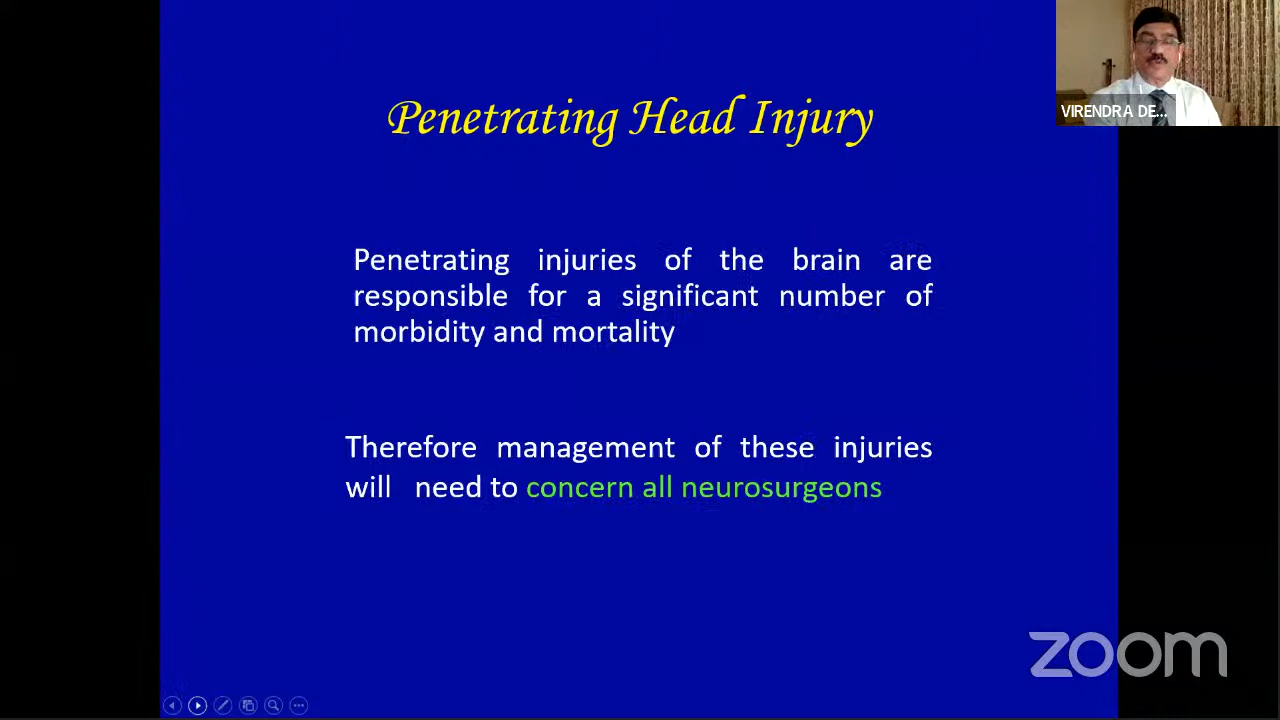 Penetrating Head Injury
VIRENDRA DE...
Penetrating injuries of the brain are
responsible for a significant number of
morbidity and mortality
Therefore management of these injuries
will need to concern all neurosurgeons
zoom